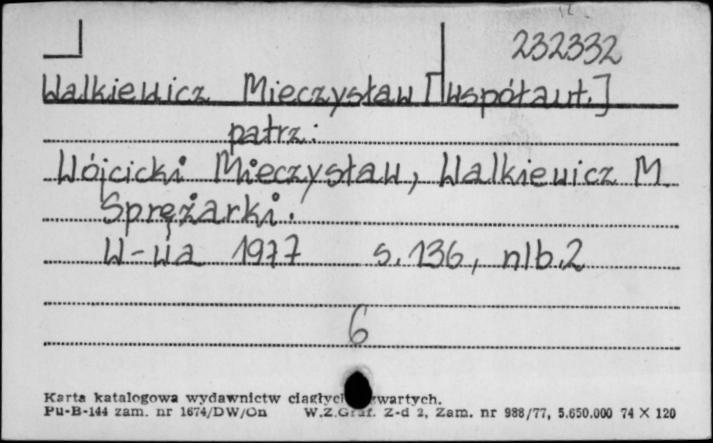 232332
Walkiewicz Mieczysław [współaut.]
patrz:
Wójcicki Mieczysław, Walkiewicz M.
Sprężarki.
W-wa 1977 s.136, nlb.2
6
Karta katalogowa wydawnictw ciągłych zwartych.
Pu-B-144 zam. nr 1674/DW/On W.Z.Graf. Z-d 2, Zam. nr 988/77, 5.650.000 74 X 120